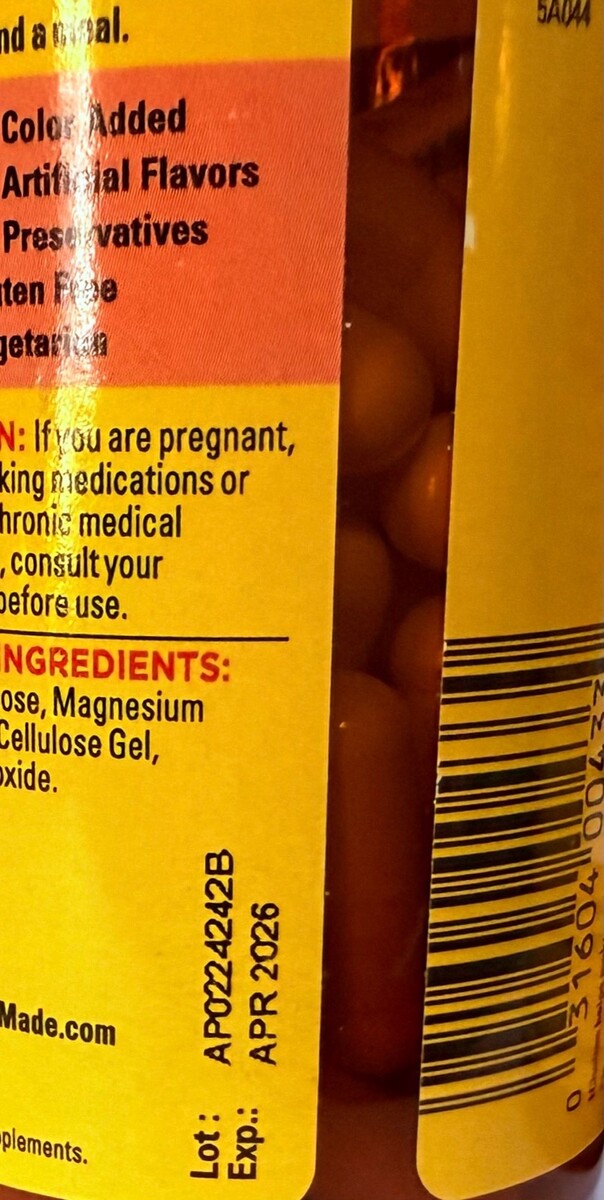 nd a meal.
Color Added
Artificial Flavors
Preservatives
ten Free
getarian
N: If you are pregnant,
king medications or
hronic medical
, consult your
before use.
INGREDIENTS:
ose, Magnesium
Cellulose Gel,
oxide.
Made.com
pplements.
Lot: AP0224242B
Exp.: APR 2026
5A044
0 31604 00433